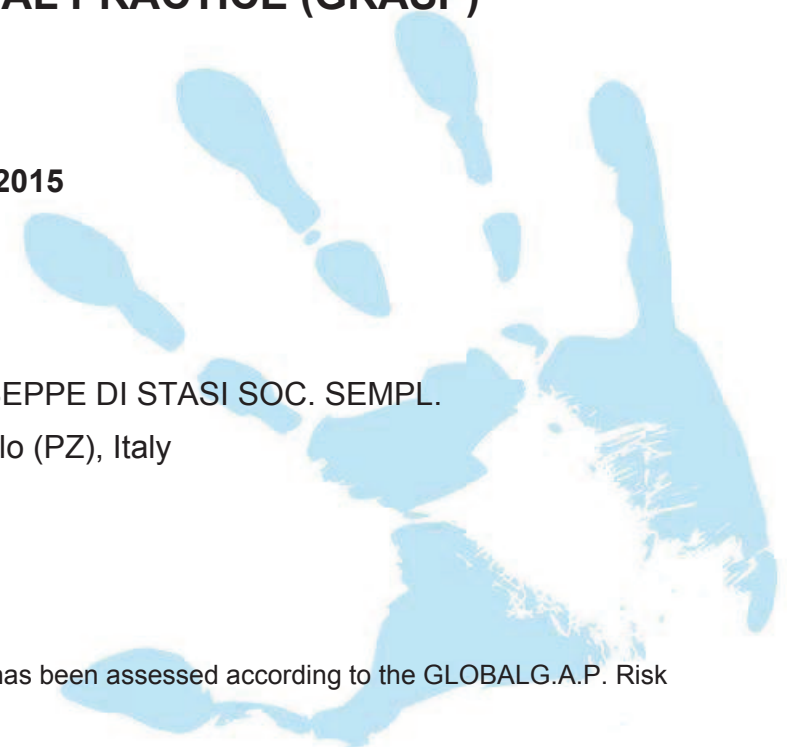 AL PRACTICE (GRASP)
2015
SEPPE DI STASI SOC. SEMPL.
lo (PZ), Italy
has been assessed according to the GLOBALG.A.P. Risk